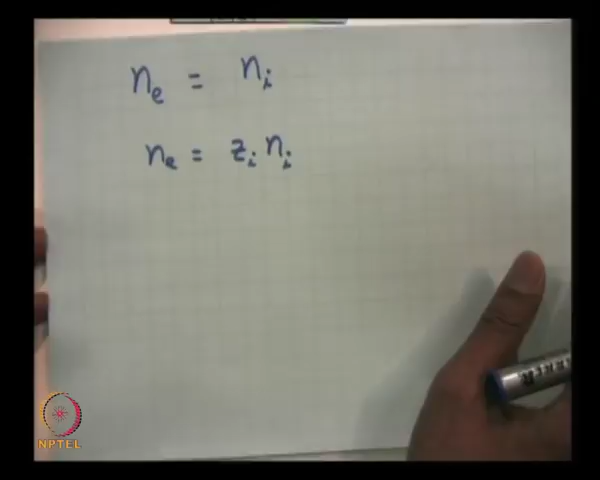 nₑ = nᵢ
nₑ = zᵢ nᵢ
NPTEL